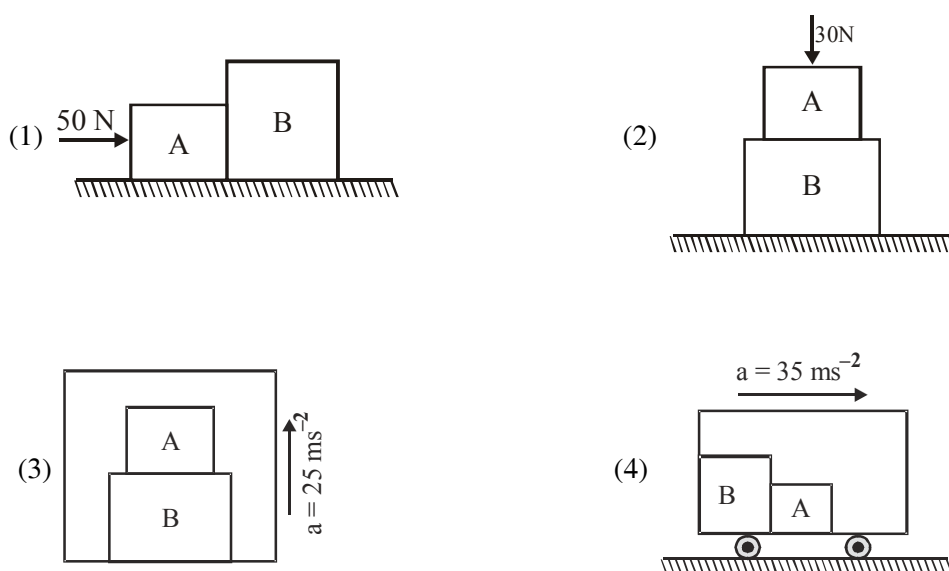 (1)
50 N
A
B
(2)
30N
A
B
(3)
A
B
a = 25 ms⁻²
(4)
a = 35 ms⁻²
B
A